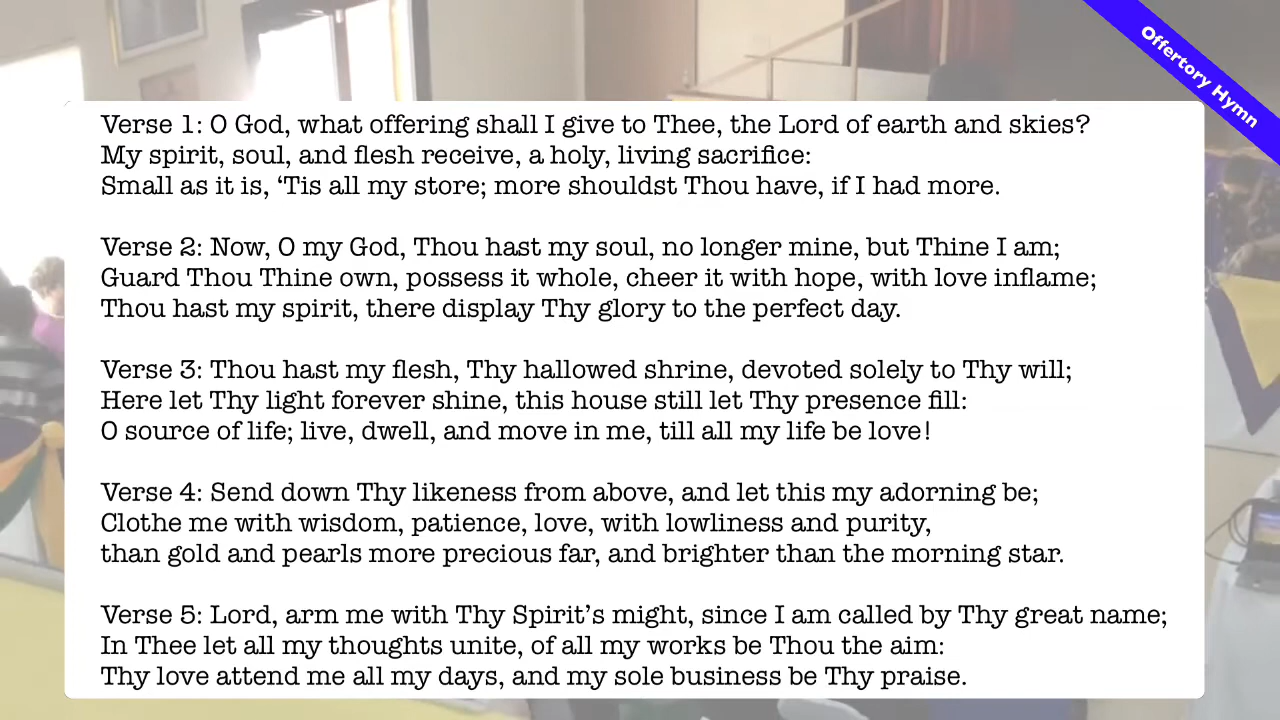 Offertory Hymn
Verse 1: O God, what offering shall I give to Thee, the Lord of earth and skies?
My spirit, soul, and flesh receive, a holy, living sacrifice:
Small as it is, ‘Tis all my store; more shouldst Thou have, if I had more.
Verse 2: Now, O my God, Thou hast my soul, no longer mine, but Thine I am;
Guard Thou Thine own, possess it whole, cheer it with hope, with love inflame;
Thou hast my spirit, there display Thy glory to the perfect day.
Verse 3: Thou hast my flesh, Thy hallowed shrine, devoted solely to Thy will;
Here let Thy light forever shine, this house still let Thy presence fill:
O source of life; live, dwell, and move in me, till all my life be love!
Verse 4: Send down Thy likeness from above, and let this my adorning be;
Clothe me with wisdom, patience, love, with lowliness and purity,
than gold and pearls more precious far, and brighter than the morning star.
Verse 5: Lord, arm me with Thy Spirit’s might, since I am called by Thy great name;
In Thee let all my thoughts unite, of all my works be Thou the aim:
Thy love attend me all my days, and my sole business be Thy praise.